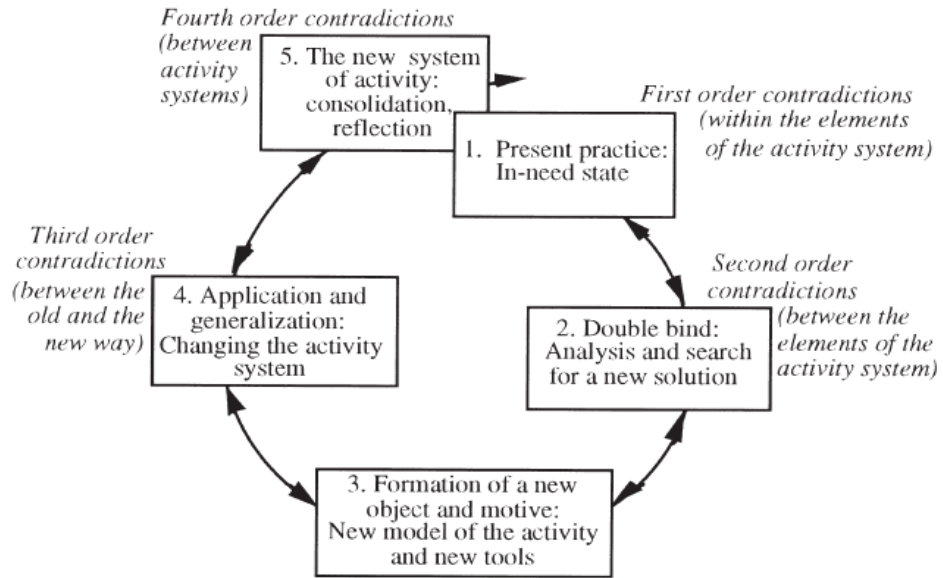 Fourth order contradictions
(between
activity
systems)
5. The new system
of activity:
consolidation,
reflection
First order contradictions
(within the elements
of the activity system)
1. Present practice:
In-need state
Second order
contradictions
(between the
elements of the
activity system)
2. Double bind:
Analysis and search
for a new solution
3. Formation of a new
object and motive:
New model of the activity
and new tools
Third order
contradictions
(between the
old and the
new way)
4. Application and
generalization:
Changing the activity
system